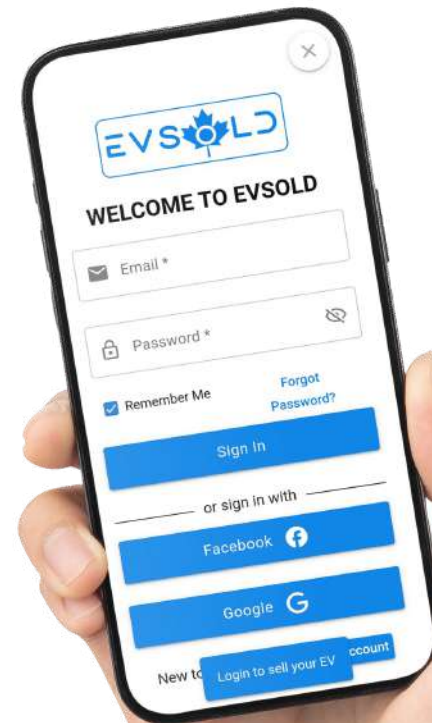 EVSOLD
WELCOME TO EVSOLD
Email *
Password *
Remember Me
Forgot
Password?
Sign In
or sign in with
Facebook
Google
New to
Login to sell your EV
ccount